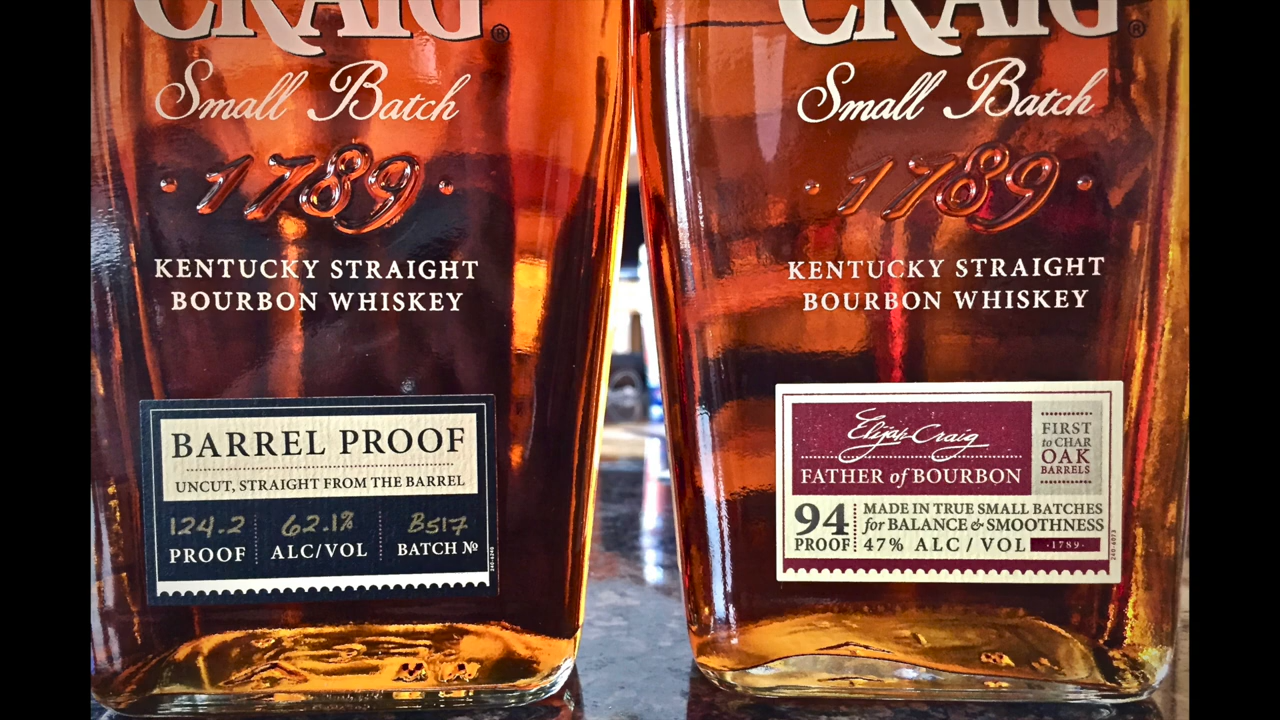 CRAIG®
Small Batch
1789
KENTUCKY STRAIGHT
BOURBON WHISKEY
BARREL PROOF
UNCUT, STRAIGHT FROM THE BARREL
124.2 62.1% B517
PROOF ALC/VOL BATCH №
CRAIG®
Small Batch
1789
KENTUCKY STRAIGHT
BOURBON WHISKEY
Elijah Craig
FATHER of BOURBON
FIRST
to CHAR
OAK
BARRELS
94
PROOF
MADE IN TRUE SMALL BATCHES
for BALANCE & SMOOTHNESS
47% ALC / VOL ·1789·